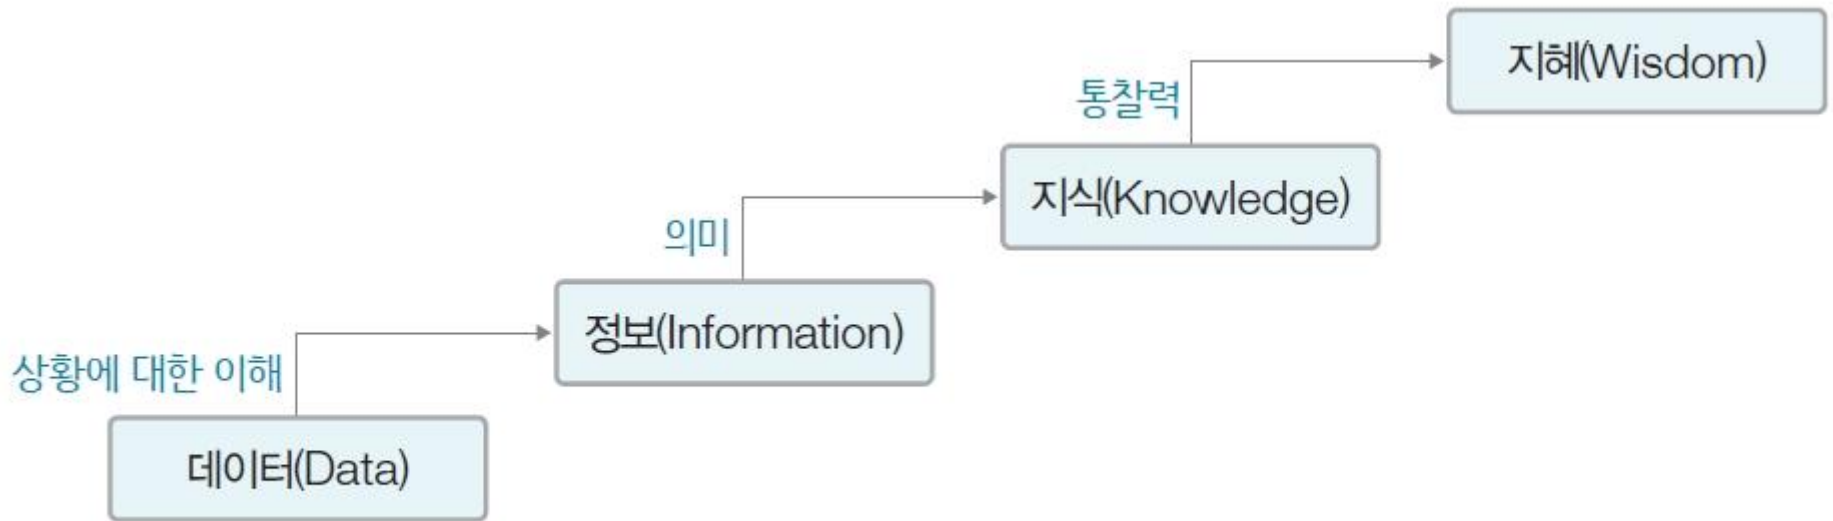 지혜(Wisdom)
통찰력
지식(Knowledge)
의미
정보(Information)
상황에 대한 이해
데이터(Data)